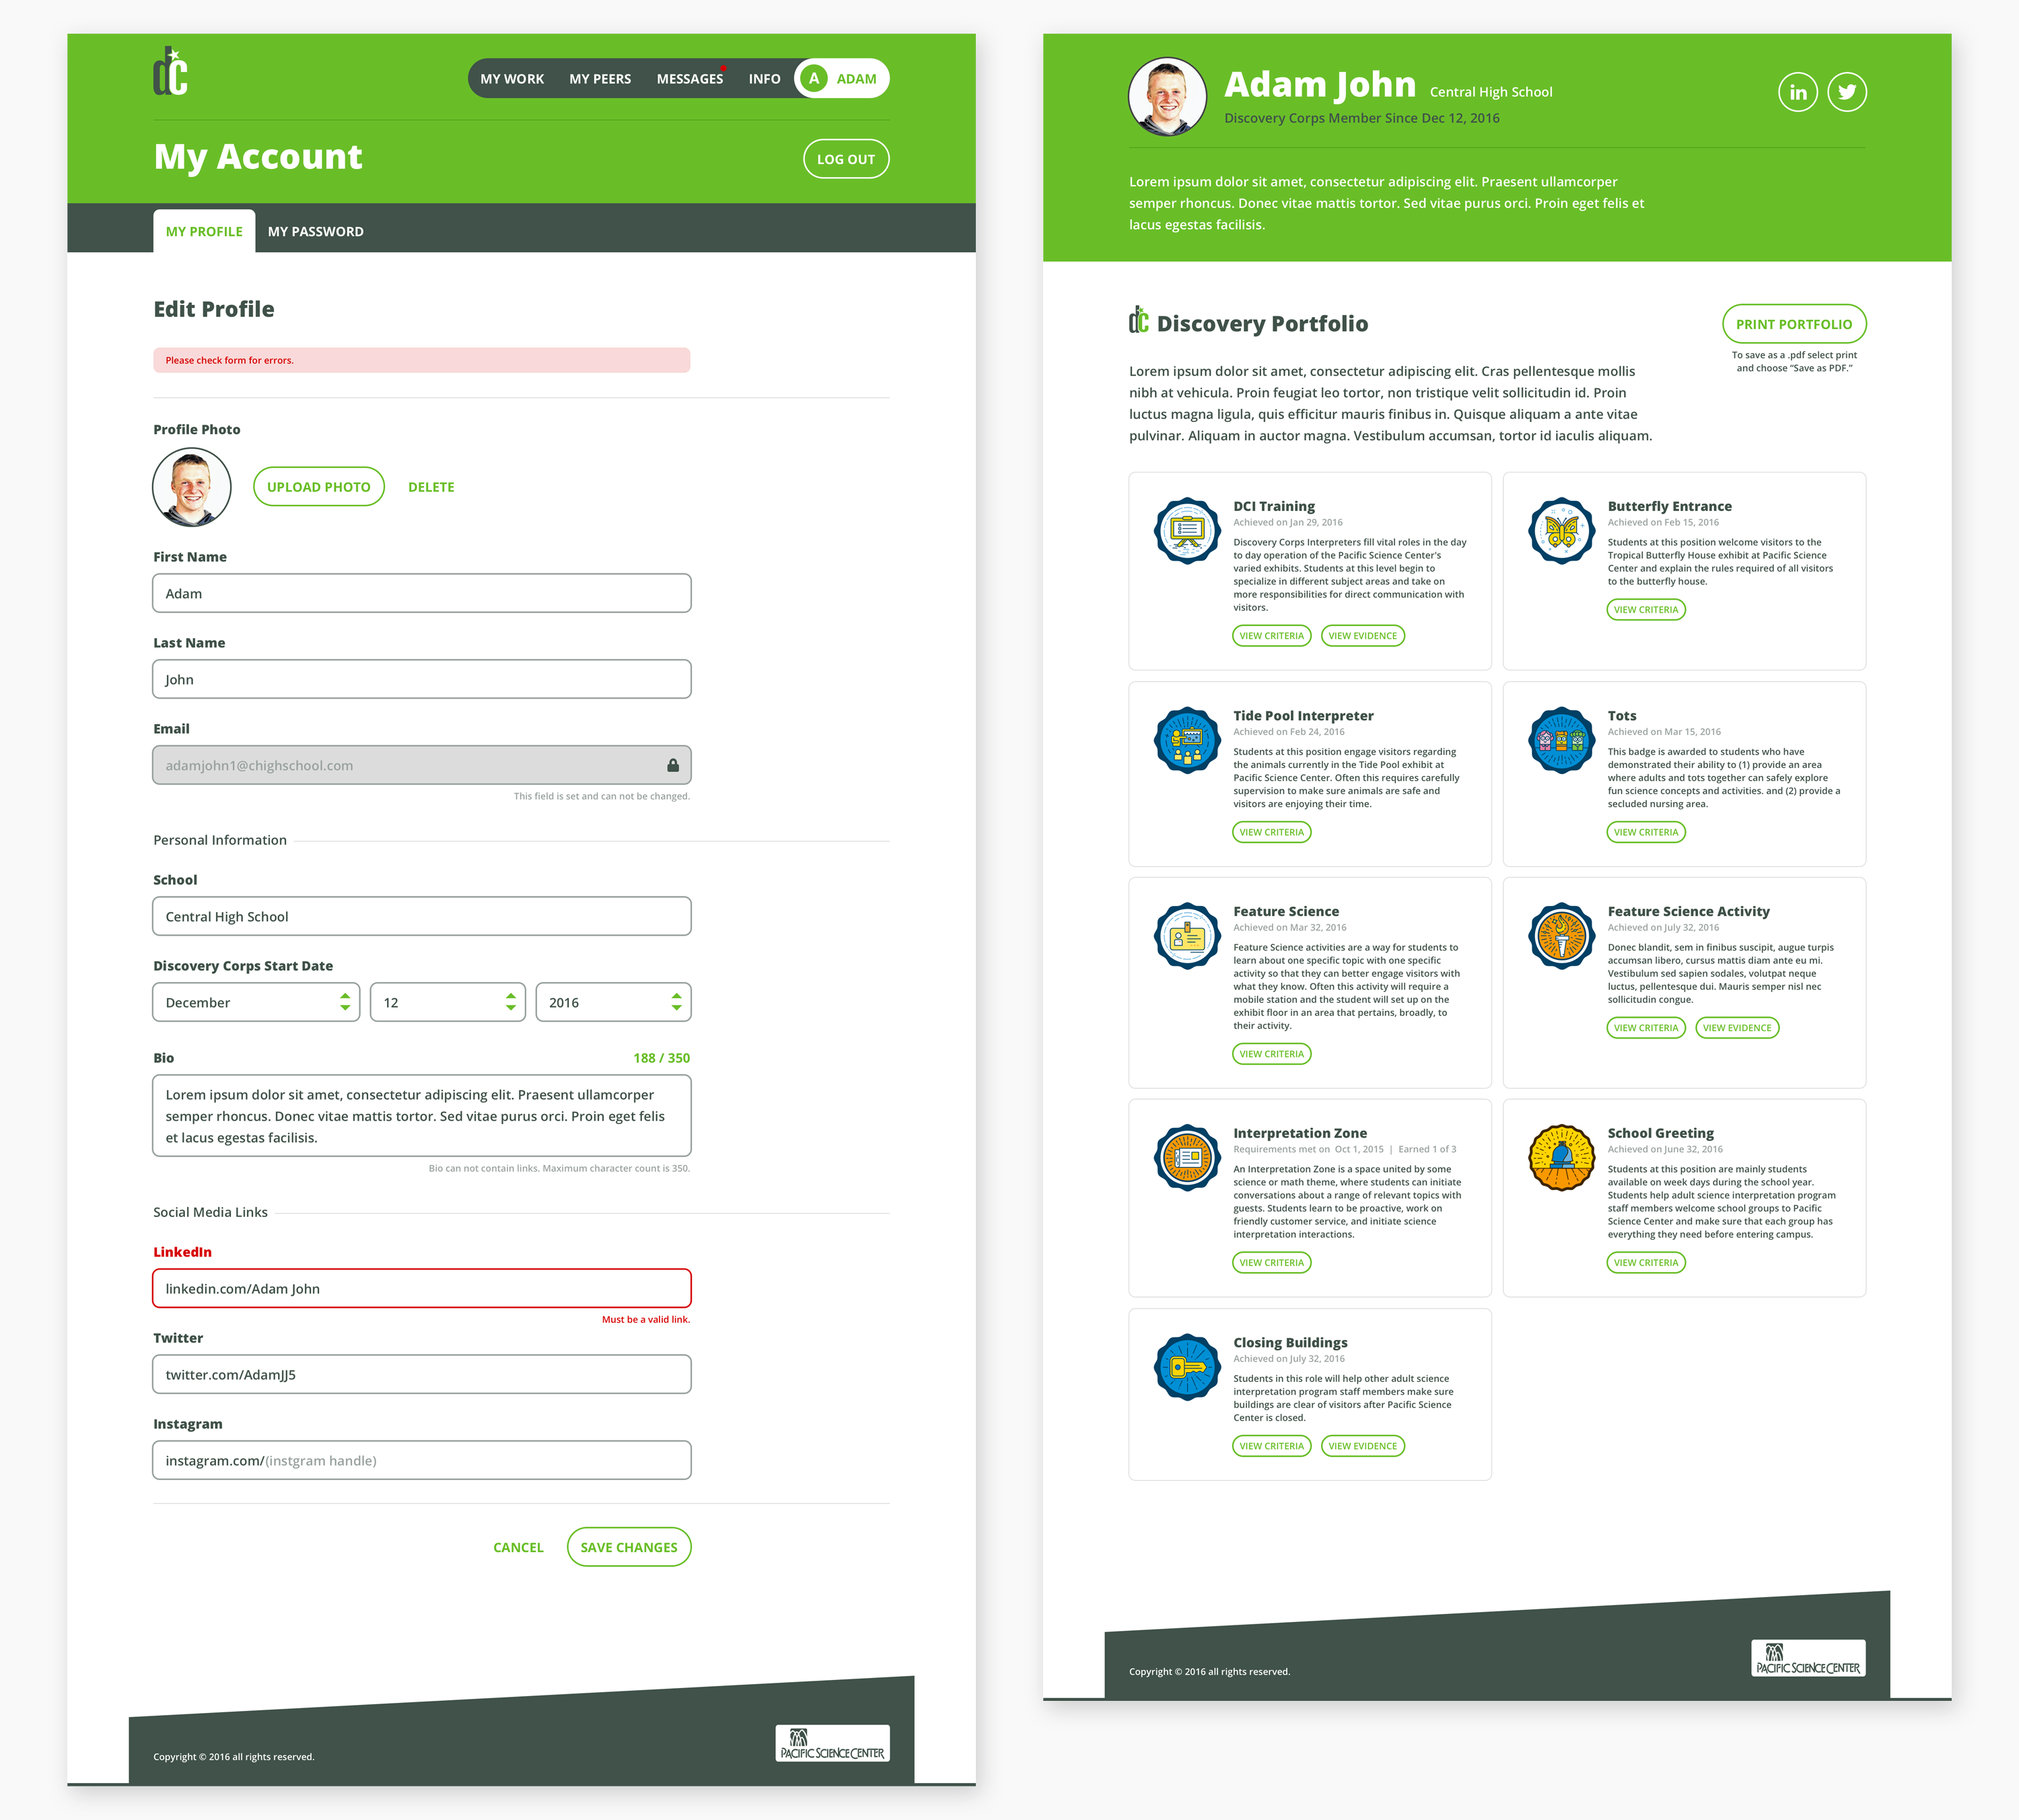 dc
MY WORK MY PEERS MESSAGES INFO A ADAM
My Account
LOG OUT
MY PROFILE MY PASSWORD
Edit Profile
Please check form for errors.
Profile Photo
UPLOAD PHOTO DELETE
First Name
Adam
Last Name
John
Email
adamjohn1@chighschool.com
This field is set and can not be changed.
Personal Information
School
Central High School
Discovery Corps Start Date
December 12 2016
Bio 188 / 350
Lorem ipsum dolor sit amet, consectetur adipiscing elit. Praesent ullamcorper
semper rhoncus. Donec vitae mattis tortor. Sed vitae purus orci. Proin eget felis
et lacus egestas facilisis.
Bio can not contain links. Maximum character count is 350.
Social Media Links
LinkedIn
linkedin.com/Adam John
Must be a valid link.
Twitter
twitter.com/AdamJJ5
Instagram
instagram.com/(instgram handle)
CANCEL SAVE CHANGES
Copyright © 2016 all rights reserved.
PACIFIC SCIENCE CENTER
Adam John Central High School
Discovery Corps Member Since Dec 12, 2016
in
Lorem ipsum dolor sit amet, consectetur adipiscing elit. Praesent ullamcorper
semper rhoncus. Donec vitae mattis tortor. Sed vitae purus orci. Proin eget felis et
lacus egestas facilisis.
dc Discovery Portfolio
PRINT PORTFOLIO
To save as a .pdf select print
and choose “Save as PDF.”
Lorem ipsum dolor sit amet, consectetur adipiscing elit. Cras pellentesque mollis
nibh at vehicula. Proin feugiat leo tortor, non tristique velit sollicitudin id. Proin
luctus magna ligula, quis efficitur mauris finibus in. Quisque aliquam a ante vitae
pulvinar. Aliquam in auctor magna. Vestibulum accumsan, tortor id iaculis aliquam.
DCI Training
Achieved on Jan 29, 2016
Discovery Corps Interpreters fill vital roles in the day
to day operation of the Pacific Science Center's
varied exhibits. Students at this level begin to
specialize in different subject areas and take on
more responsibilities for direct communication with
visitors.
VIEW CRITERIA VIEW EVIDENCE
Butterfly Entrance
Achieved on Feb 15, 2016
Students at this position welcome visitors to the
Tropical Butterfly House exhibit at Pacific Science
Center and explain the rules required of all visitors
to the butterfly house.
VIEW CRITERIA
Tide Pool Interpreter
Achieved on Feb 24, 2016
Students at this position engage visitors regarding
the animals currently in the Tide Pool exhibit at
Pacific Science Center. Often this requires carefully
supervision to make sure animals are safe and
visitors are enjoying their time.
VIEW CRITERIA
Tots
Achieved on Mar 15, 2016
This badge is awarded to students who have
demonstrated their ability to (1) provide an area
where adults and tots together can safely explore
fun science concepts and activities. and (2) provide a
secluded nursing area.
VIEW CRITERIA
Feature Science
Achieved on Mar 32, 2016
Feature Science activities are a way for students to
learn about one specific topic with one specific
activity so that they can better engage visitors with
what they know. Often this activity will require a
mobile station and the student will set up on the
exhibit floor in an area that pertains, broadly, to
their activity.
VIEW CRITERIA
Feature Science Activity
Achieved on July 32, 2016
Donec blandit, sem in finibus suscipit, augue turpis
accumsan libero, cursus mattis diam ante eu mi.
Vestibulum sed sapien sodales, volutpat neque
luctus, pellentesque dui. Mauris semper nisl nec
sollicitudin congue.
VIEW CRITERIA VIEW EVIDENCE
Interpretation Zone
Requirements met on Oct 1, 2015 | Earned 1 of 3
An Interpretation Zone is a space united by some
science or math theme, where students can initiate
conversations about a range of relevant topics with
guests. Students learn to be proactive, work on
friendly customer service, and initiate science
interpretation interactions.
VIEW CRITERIA
School Greeting
Achieved on June 32, 2016
Students at this position are mainly students
available on week days during the school year.
Students help adult science interpretation program
staff members welcome school groups to Pacific
Science Center and make sure that each group has
everything they need before entering campus.
VIEW CRITERIA
Closing Buildings
Achieved on July 32, 2016
Students in this role will help other adult science
interpretation program staff members make sure
buildings are clear of visitors after Pacific Science
Center is closed.
VIEW CRITERIA VIEW EVIDENCE
Copyright © 2016 all rights reserved.
PACIFIC SCIENCE CENTER